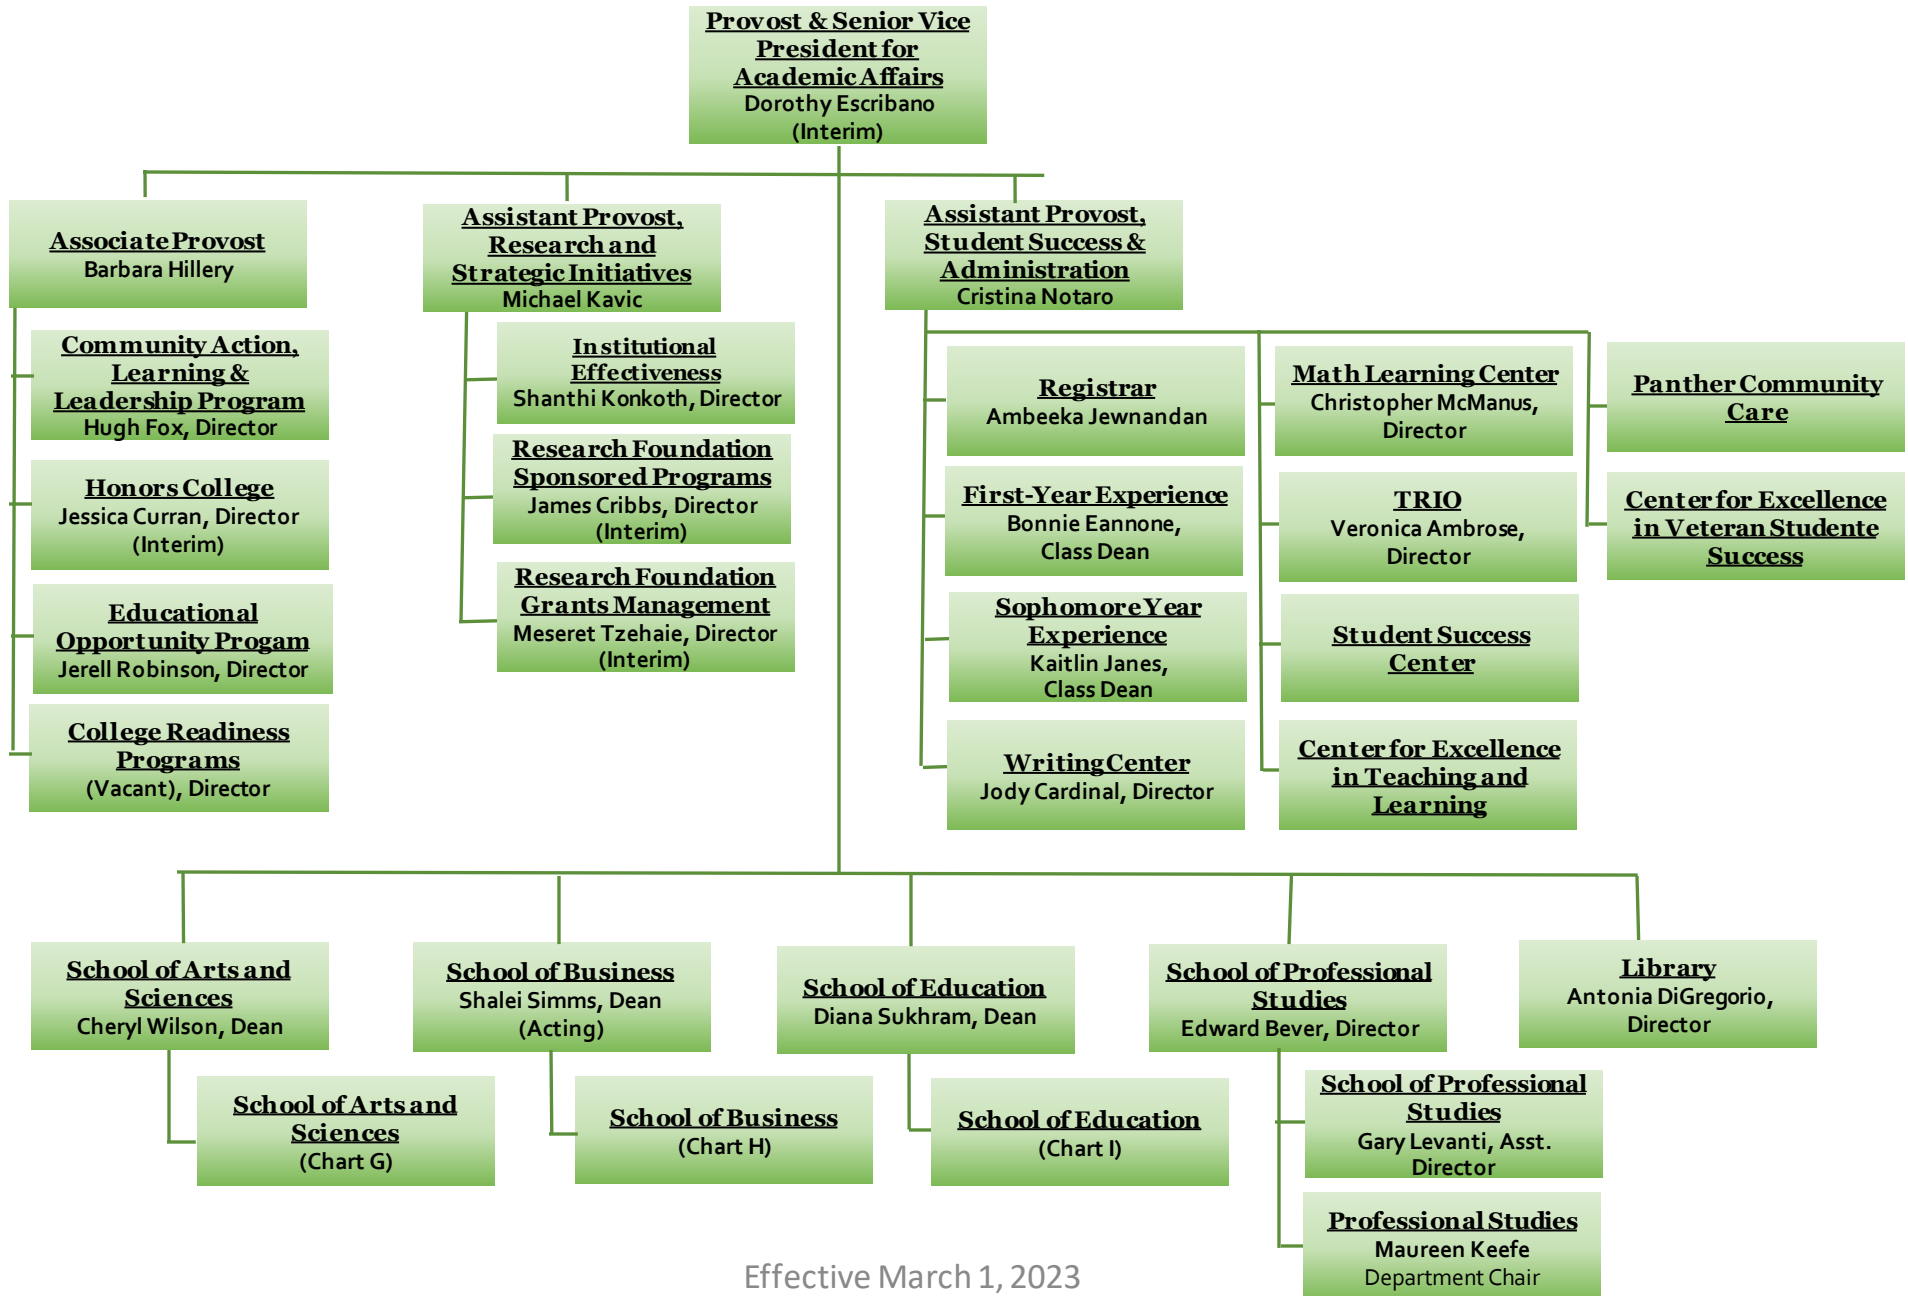 Provost & Senior Vice
President for
Academic Affairs
Dorothy Escribano
(Interim)
Associate Provost
Barbara Hillery
Assistant Provost,
Research and
Strategic Initiatives
Michael Kavic
Assistant Provost,
Student Success &
Administration
Cristina Notaro
Community Action,
Learning &
Leadership Program
Hugh Fox, Director
Honors College
Jessica Curran, Director
(Interim)
Educational
Opportunity Progam
Jerell Robinson, Director
College Readiness
Programs
(Vacant), Director
Institutional
Effectiveness
Shanthi Konkoth, Director
Research Foundation
Sponsored Programs
James Cribbs, Director
(Interim)
Research Foundation
Grants Management
Meseret Tzehaie, Director
(Interim)
Registrar
Ambeeka Jewnandan
First-Year Experience
Bonnie Eannone,
Class Dean
Sophomore Year
Experience
Kaitlin Janes,
Class Dean
Writing Center
Jody Cardinal, Director
Math Learning Center
Christopher McManus,
Director
TRIO
Veronica Ambrose,
Director
Student Success
Center
Center for Excellence
in Teaching and
Learning
Panther Community
Care
Center for Excellence
in Veteran Studente
Success
School of Arts and
Sciences
Cheryl Wilson, Dean
School of Arts and
Sciences
(Chart G)
School of Business
Shalei Simms, Dean
(Acting)
School of Business
(Chart H)
School of Education
Diana Sukhram, Dean
School of Education
(Chart I)
School of Professional
Studies
Edward Bever, Director
School of Professional
Studies
Gary Levanti, Asst.
Director
Professional Studies
Maureen Keefe
Department Chair
Library
Antonia DiGregorio,
Director
Effective March 1, 2023